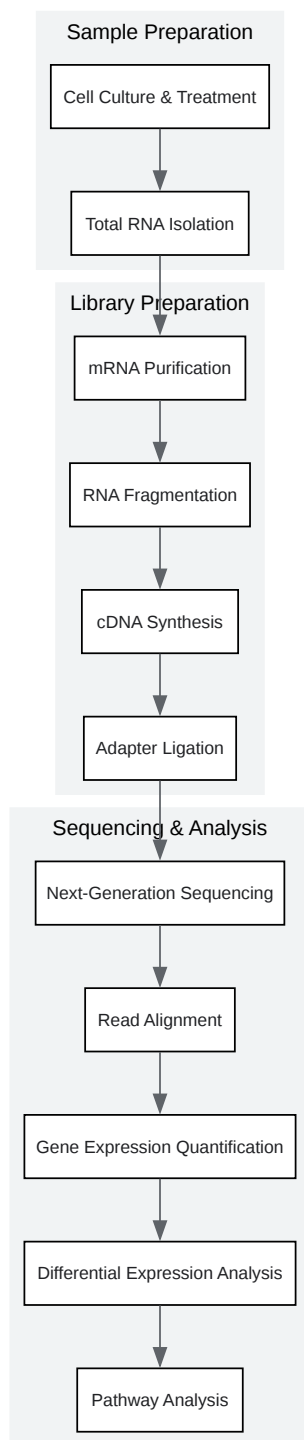 Sample Preparation
Cell Culture & Treatment
Total RNA Isolation
Library Preparation
mRNA Purification
RNA Fragmentation
cDNA Synthesis
Adapter Ligation
Sequencing & Analysis
Next-Generation Sequencing
Read Alignment
Gene Expression Quantification
Differential Expression Analysis
Pathway Analysis